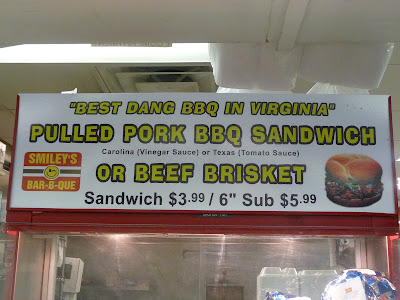 "BEST DANG BBQ IN VIRGINIA"
PULLED PORK BBQ SANDWICH
Carolina (Vinegar Sauce) or Texas (Tomato Sauce)
SMILEY'S
BAR-B-QUE
OR BEEF BRISKET
Sandwich $3.99 / 6" Sub $5.99